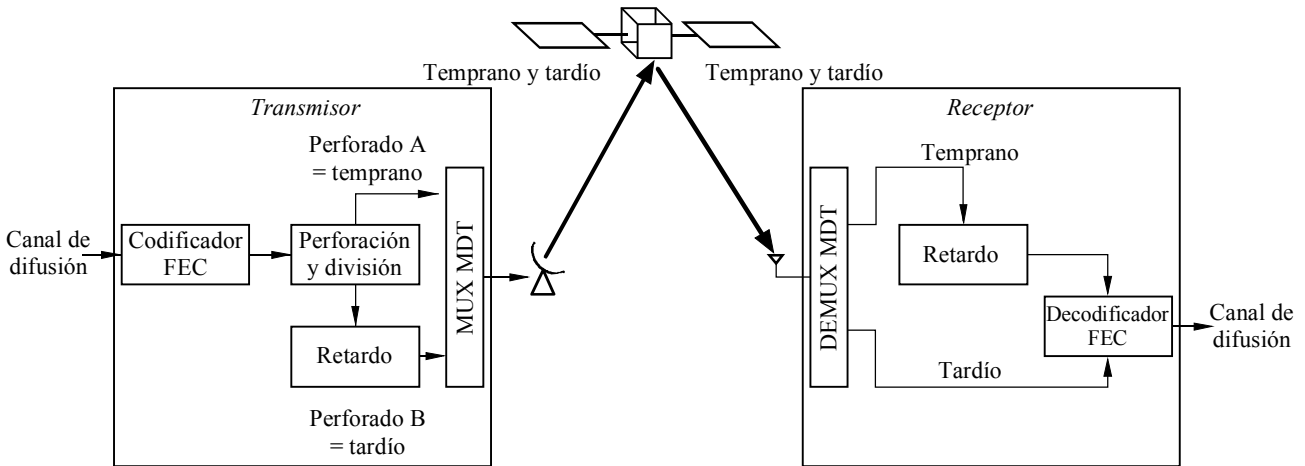 Temprano y tardío
Temprano y tardío
Transmisor
Perforado A
= temprano
Canal de
difusión
Codificador
FEC
Perforación
y división
Retardo
MUX MDT
Perforado B
= tardío
Receptor
Temprano
DEMUX MDT
Retardo
Decodificador
FEC
Tardío
Canal de
difusión